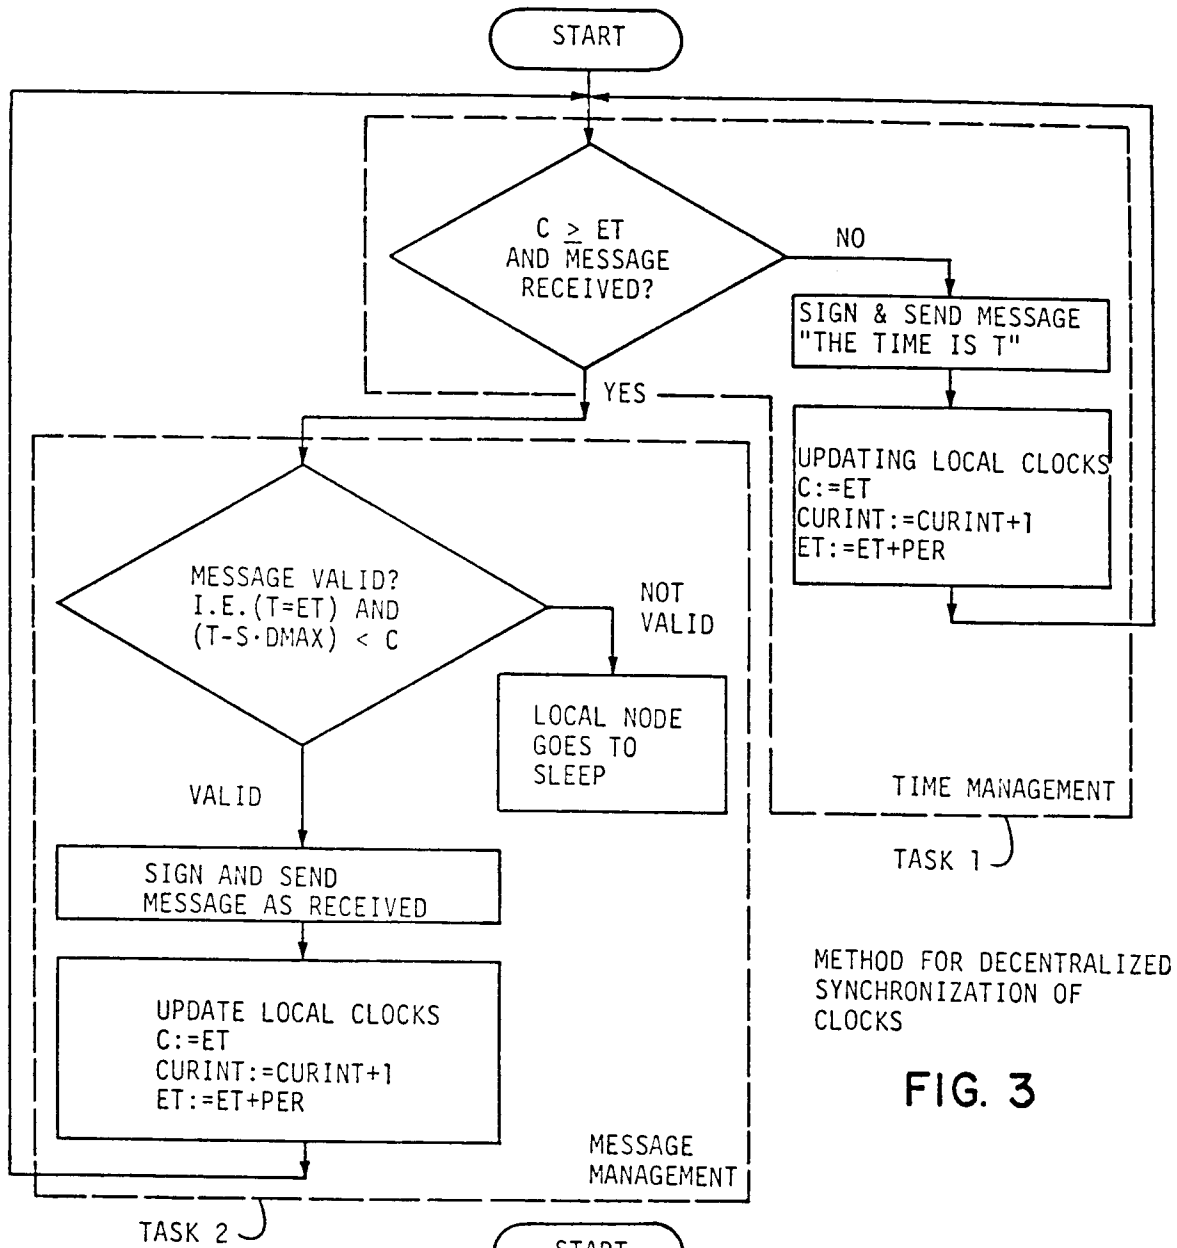 START
C ≥ ET
AND MESSAGE
RECEIVED?
NO
SIGN & SEND MESSAGE
"THE TIME IS T"
YES
UPDATING LOCAL CLOCKS
C:=ET
CURINT:=CURINT+1
ET:=ET+PER
MESSAGE VALID?
I.E.(T=ET) AND
(T-S·DMAX) < C
NOT
VALID
LOCAL NODE
GOES TO
SLEEP
TIME MANAGEMENT
TASK 1
VALID
SIGN AND SEND
MESSAGE AS RECEIVED
UPDATE LOCAL CLOCKS
C:=ET
CURINT:=CURINT+1
ET:=ET+PER
METHOD FOR DECENTRALIZED
SYNCHRONIZATION OF
CLOCKS
FIG. 3
MESSAGE
MANAGEMENT
TASK 2
START